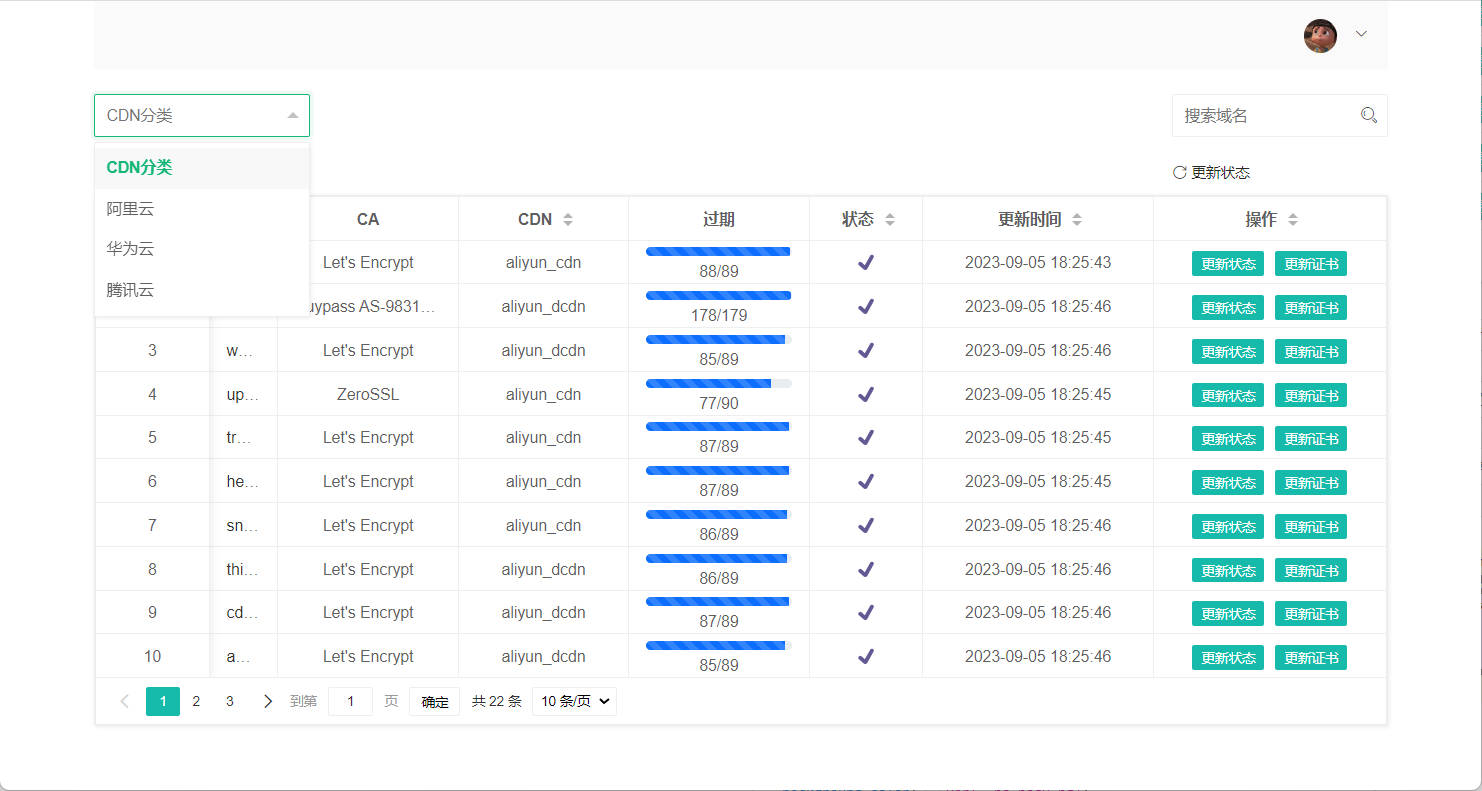 CDN分类
搜索域名
CDN分类
阿里云
华为云
腾讯云
更新状态
CA CDN 过期 状态 更新时间 操作
Let's Encrypt aliyun_cdn 88/89 2023-09-05 18:25:43 更新状态 更新证书
uypass AS-9831... aliyun_dcdn 178/179 2023-09-05 18:25:46 更新状态 更新证书
3 w... Let's Encrypt aliyun_dcdn 85/89 2023-09-05 18:25:46 更新状态 更新证书
4 up... ZeroSSL aliyun_cdn 77/90 2023-09-05 18:25:45 更新状态 更新证书
5 tr... Let's Encrypt aliyun_cdn 87/89 2023-09-05 18:25:45 更新状态 更新证书
6 he... Let's Encrypt aliyun_cdn 87/89 2023-09-05 18:25:45 更新状态 更新证书
7 sn... Let's Encrypt aliyun_cdn 86/89 2023-09-05 18:25:46 更新状态 更新证书
8 thi... Let's Encrypt aliyun_dcdn 86/89 2023-09-05 18:25:46 更新状态 更新证书
9 cd... Let's Encrypt aliyun_dcdn 87/89 2023-09-05 18:25:46 更新状态 更新证书
10 a... Let's Encrypt aliyun_dcdn 85/89 2023-09-05 18:25:46 更新状态 更新证书
1 2 3 到第 1 页 确定 共 22 条 10 条/页